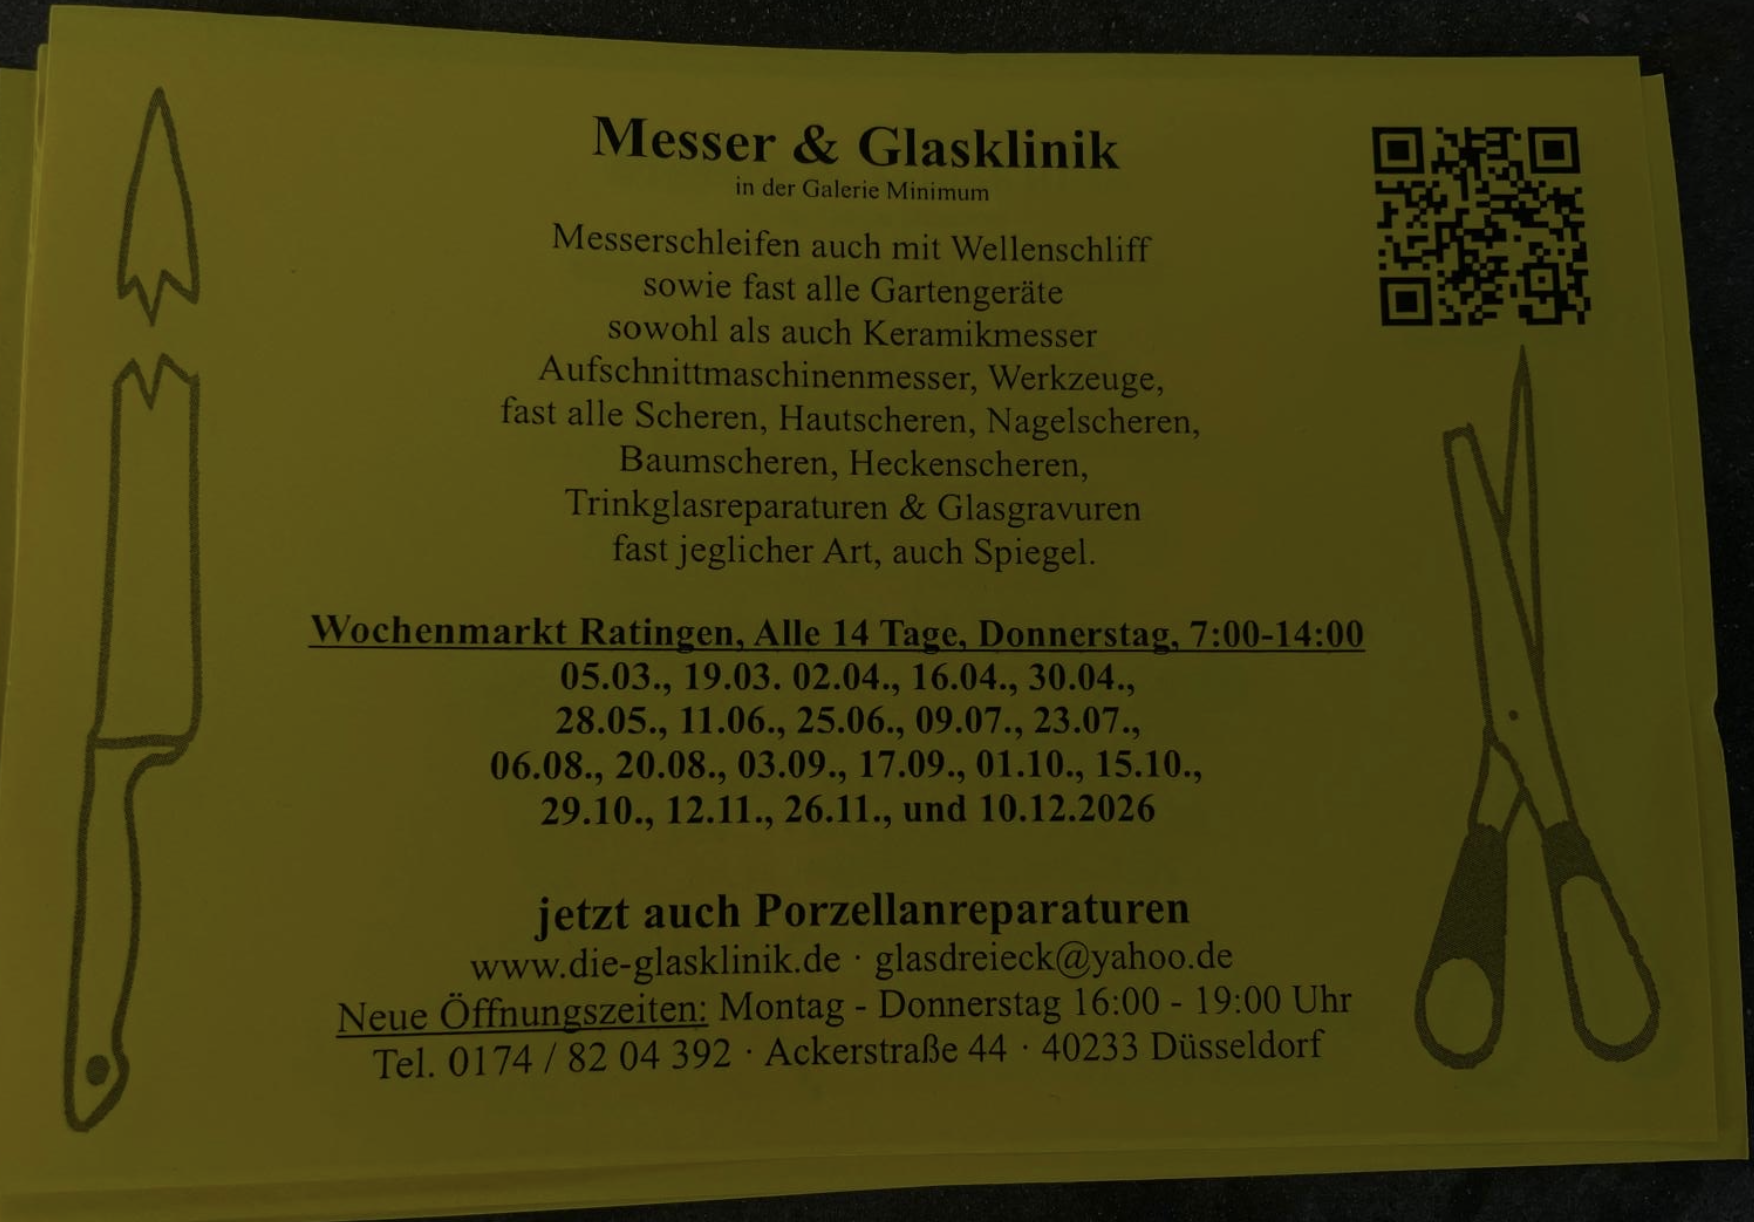 Messer & Glasklinik
in der Galerie Minimum
Messerschleifen auch mit Wellenschliff
sowie fast alle Gartengeräte
sowohl als auch Keramikmesser
Aufschnittmaschinenmesser, Werkzeuge,
fast alle Scheren, Hautscheren, Nagelscheren,
Baumscheren, Heckenscheren,
Trinkglasreparaturen & Glasgravuren
fast jeglicher Art, auch Spiegel.
Wochenmarkt Ratingen, Alle 14 Tage, Donnerstag, 7:00-14:00
05.03., 19.03. 02.04., 16.04., 30.04.,
28.05., 11.06., 25.06., 09.07., 23.07.,
06.08., 20.08., 03.09., 17.09., 01.10., 15.10.,
29.10., 12.11., 26.11., und 10.12.2026
jetzt auch Porzellanreparaturen
www.die-glasklinik.de · glasdreieck@yahoo.de
Neue Öffnungszeiten: Montag - Donnerstag 16:00 - 19:00 Uhr
Tel. 0174 / 82 04 392 · Ackerstraße 44 · 40233 Düsseldorf